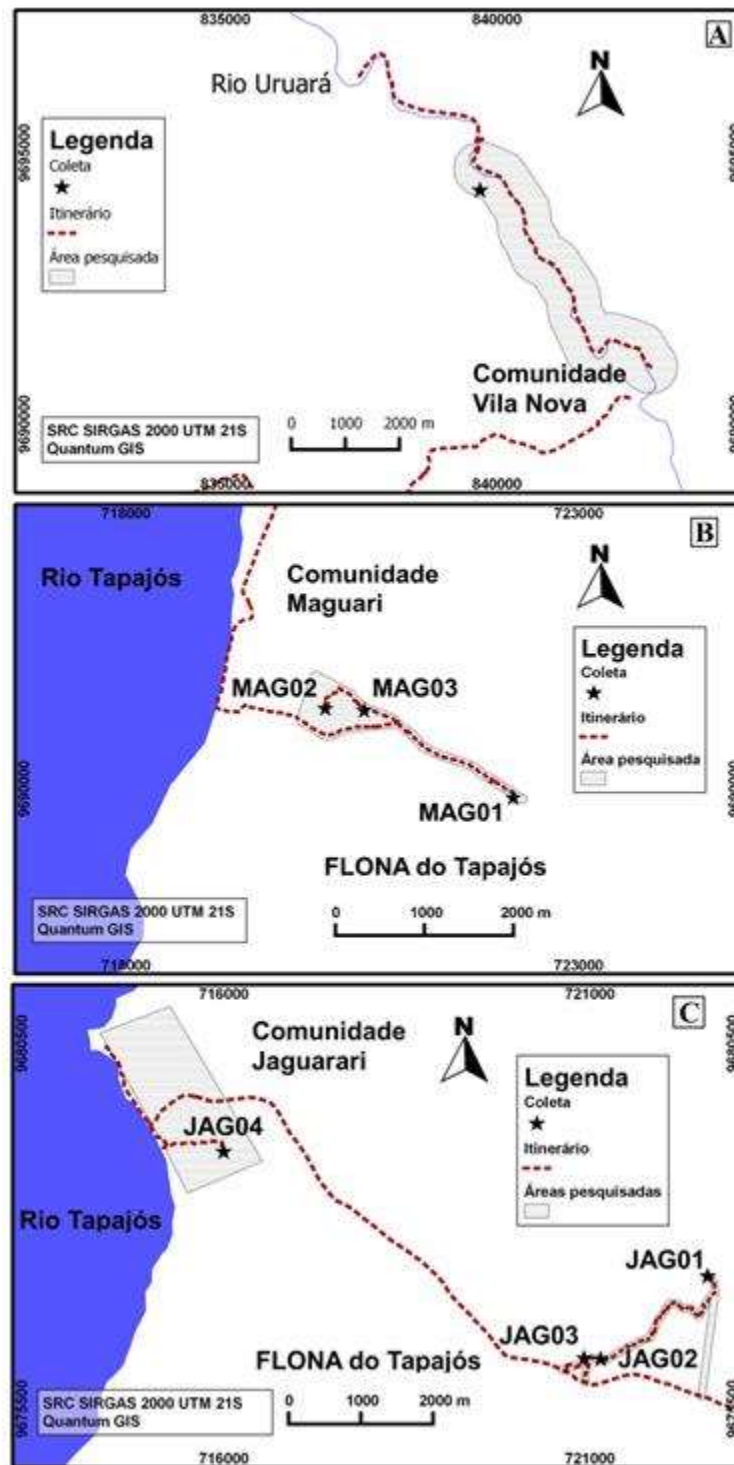 835000 840000
A
Rio Uruará
N
9695000
9695000
Legenda
Coleta
Itinerário
Área pesquisada
Comunidade
Vila Nova
9690000
9690000
SRC SIRGAS 2000 UTM 21S
Quantum GIS
0 1000 2000 m
835000 840000
718000 723000
B
Rio Tapajós
Comunidade
Maguari
N
Legenda
Coleta
Itinerário
Área pesquisada
MAG02 MAG03
9690000
9690000
MAG01
FLONA do Tapajós
SRC SIRGAS 2000 UTM 21S
Quantum GIS
0 1000 2000 m
718000 723000
716000 721000
C
9680500
9680500
Comunidade
Jaguarari
N
Legenda
Coleta
Itinerário
Áreas pesquisadas
JAG04
Rio Tapajós
JAG01
JAG03
JAG02
FLONA do Tapajós
9675500
9675500
SRC SIRGAS 2000 UTM 21S
Quantum GIS
0 1000 2000 m
716000 721000